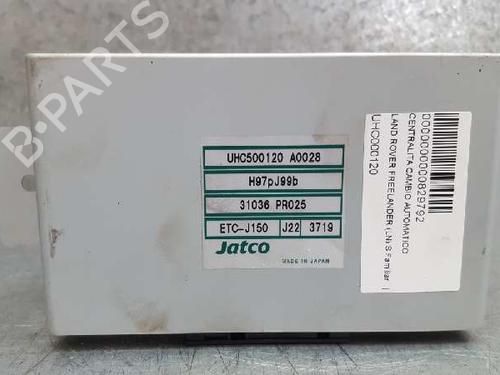 B-PARTS
UHC500120 A0028
H97pJ99b
31036 PR025
ETC-J150 J22 3719
Jatco
MADE IN JAPAN
0000000000829792
CENTRALITA CAMBIO AUTOMATICO
LAND ROVER FREELANDER (LN) S Familiar |
UHC000120